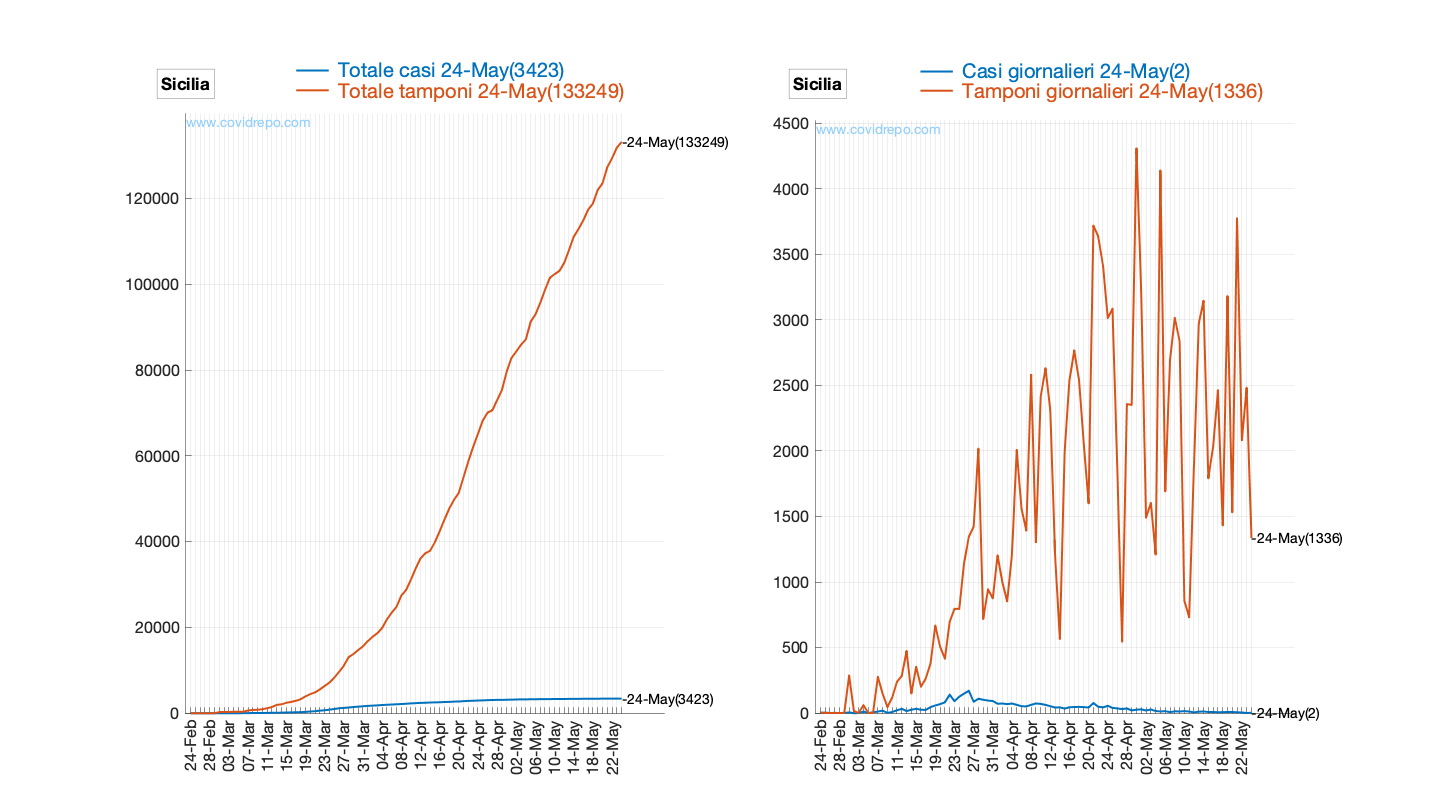 Sicilia
Totale casi 24-May(3423)
Totale tamponi 24-May(133249)
www.covidrepo.com
-24-May(133249)
120000
100000
80000
60000
40000
20000
0
-24-May(3423)
24-Feb
28-Feb
03-Mar
07-Mar
11-Mar
15-Mar
19-Mar
23-Mar
27-Mar
31-Mar
04-Apr
08-Apr
12-Apr
16-Apr
20-Apr
24-Apr
28-Apr
02-May
06-May
10-May
14-May
18-May
22-May
Sicilia
Casi giornalieri 24-May(2)
Tamponi giornalieri 24-May(1336)
www.covidrepo.com
4500
4000
3500
3000
2500
2000
1500
1000
500
0
-24-May(1336)
-24-May(2)
24-Feb
28-Feb
03-Mar
07-Mar
11-Mar
15-Mar
19-Mar
23-Mar
27-Mar
31-Mar
04-Apr
08-Apr
12-Apr
16-Apr
20-Apr
24-Apr
28-Apr
02-May
06-May
10-May
14-May
18-May
22-May